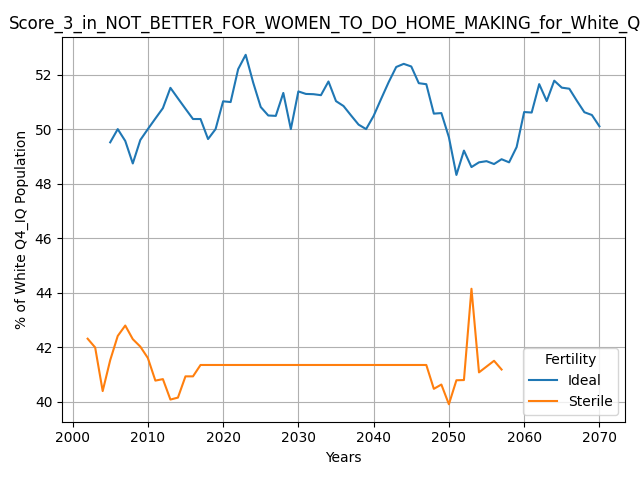 Score_3_in_NOT_BETTER_FOR_WOMEN_TO_DO_HOME_MAKING_for_White_Q
% of White Q4_IQ Population
52
50
48
46
44
42
40
Fertility
Ideal
Sterile
2000 2010 2020 2030 2040 2050 2060 2070
Years